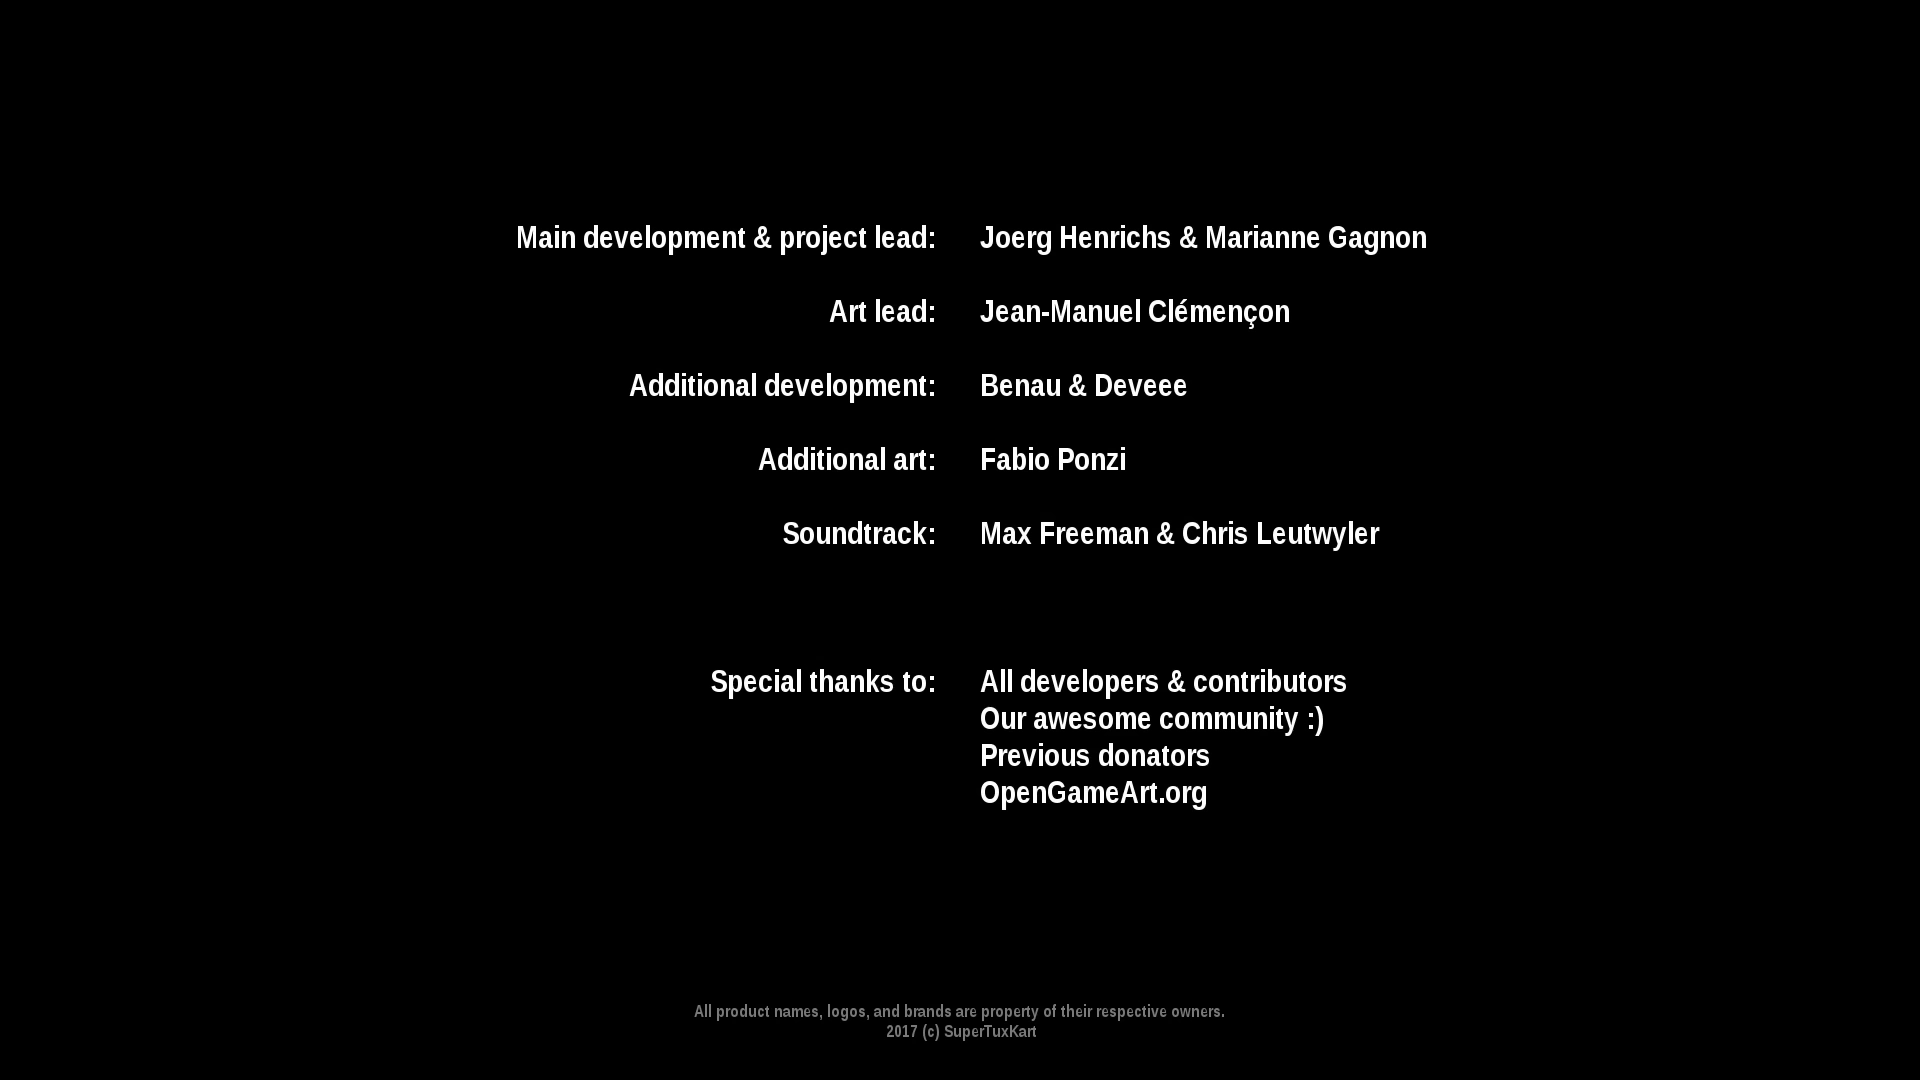 Main development & project lead: Joerg Henrichs & Marianne Gagnon
Art lead: Jean-Manuel Clémençon
Additional development: Benau & Deveee
Additional art: Fabio Ponzi
Soundtrack: Max Freeman & Chris Leutwyler
Special thanks to: All developers & contributors
Our awesome community :)
Previous donators
OpenGameArt.org
All product names, logos, and brands are property of their respective owners.
2017 (c) SuperTuxKart